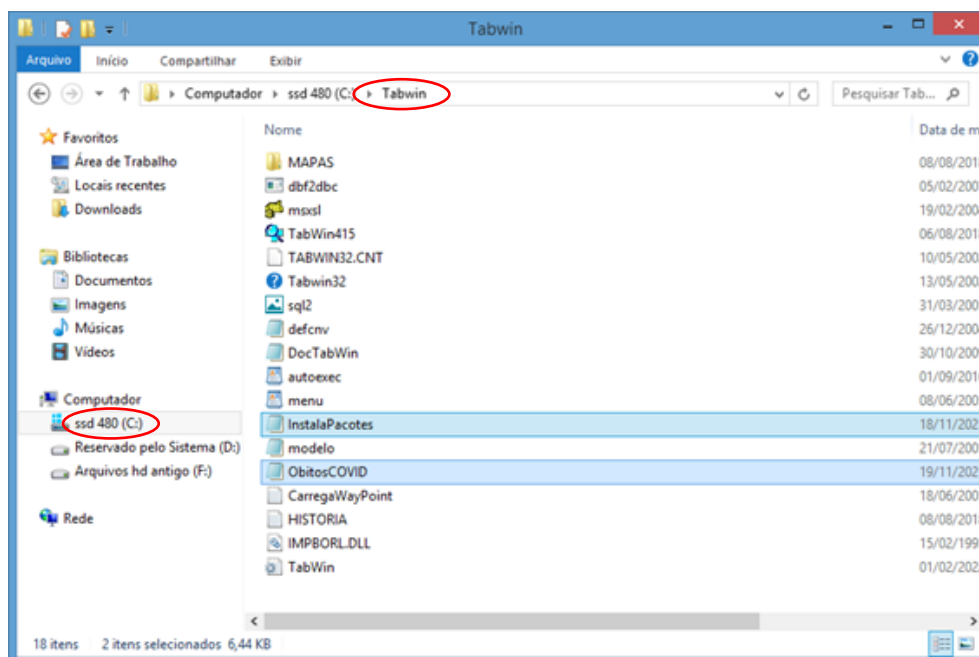 Tabwin
Arquivo Início Compartilhar Exibir
Computador ssd 480 (C:) Tabwin Pesquisar Tab...
Nome Data de m
Favoritos
Área de Trabalho
Locais recentes
Downloads
Bibliotecas
Documentos
Imagens
Músicas
Vídeos
Computador
ssd 480 (C:)
Reservado pelo Sistema (D:)
Arquivos hd antigo (F:)
Rede
MAPAS 08/08/201
dbf2dbc 05/02/200
msxsl 19/02/200
TabWin415 06/08/201
TABWIN32.CNT 10/05/200
Tabwin32 13/05/200
sql2 31/03/200
defcnv 26/12/200
DocTabWin 30/10/200
autoexec 01/09/201
menu 08/06/200
InstalaPacotes 18/11/202
modelo 21/07/200
ObitosCOVID 19/11/202
CarregaWayPoint 18/06/200
HISTORIA 08/08/201
IMPBORL.DLL 15/02/199
TabWin 01/02/202
18 itens 2 itens selecionados 6,44 KB